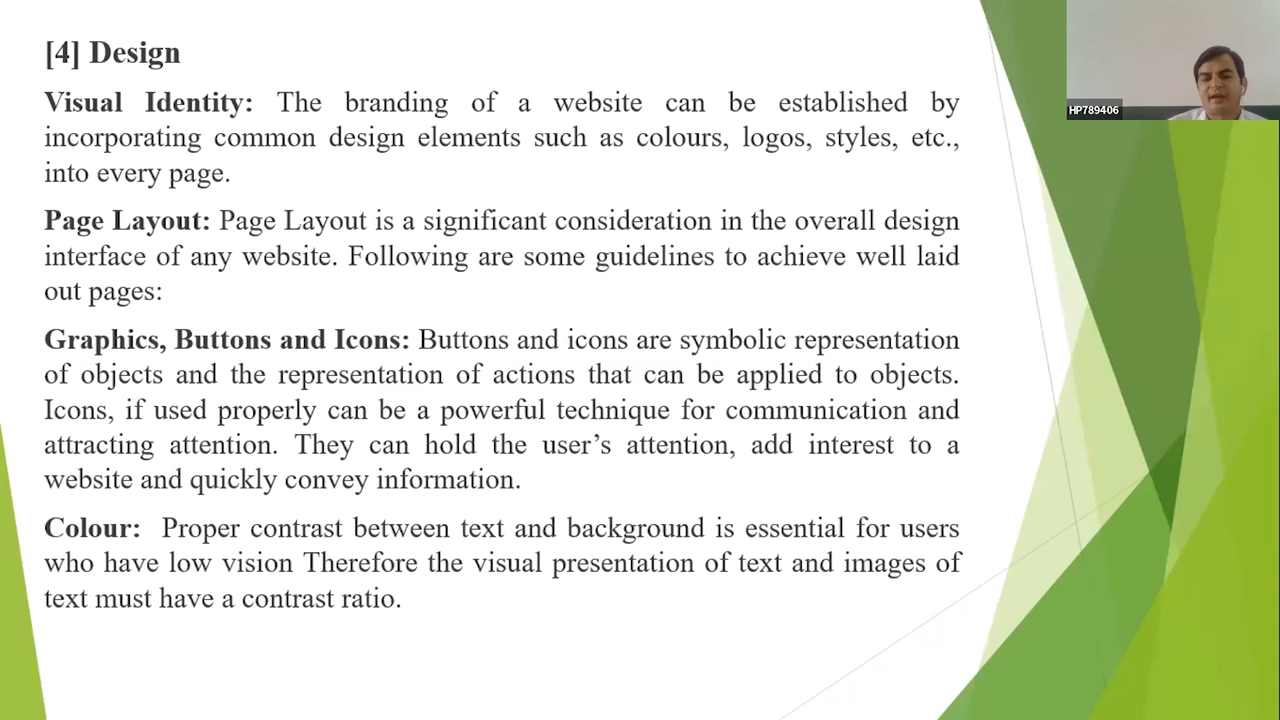 [4] Design
Visual Identity: The branding of a website can be established by
incorporating common design elements such as colours, logos, styles, etc.,
into every page.
Page Layout: Page Layout is a significant consideration in the overall design
interface of any website. Following are some guidelines to achieve well laid
out pages:
Graphics, Buttons and Icons: Buttons and icons are symbolic representation
of objects and the representation of actions that can be applied to objects.
Icons, if used properly can be a powerful technique for communication and
attracting attention. They can hold the user’s attention, add interest to a
website and quickly convey information.
Colour: Proper contrast between text and background is essential for users
who have low vision Therefore the visual presentation of text and images of
text must have a contrast ratio.
HP789406